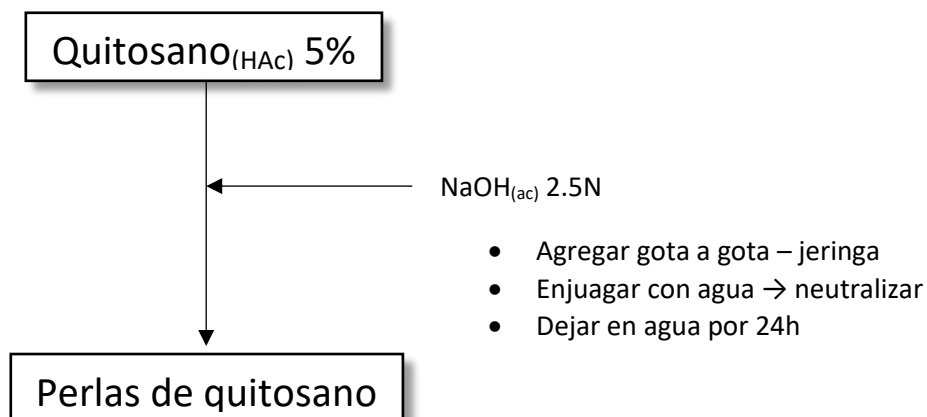 Quitosano(HAc) 5%
NaOH(ac) 2.5N
• Agregar gota a gota – jeringa
• Enjuagar con agua → neutralizar
• Dejar en agua por 24h
Perlas de quitosano